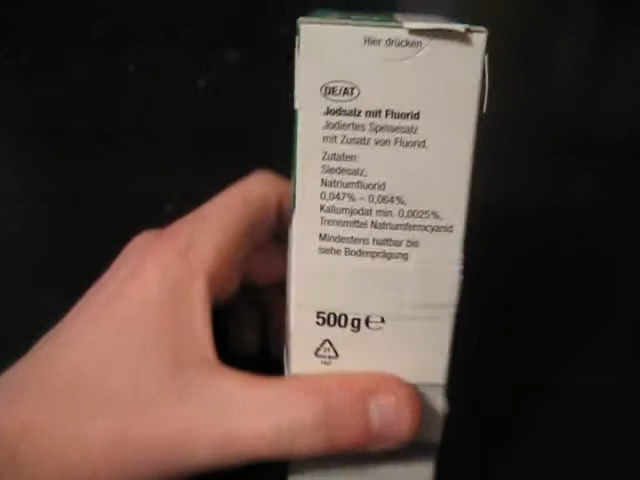 Hier drücken
DE/AT
Jodsalz mit Fluorid
Jodiertes Speisesalz
mit Zusatz von Fluorid.
Zutaten:
Siedesalz,
Natriumfluorid
0,047% - 0,064%,
Kaliumjodat min. 0,0025%,
Trennmittel Natriumferrocyanid
Mindestens haltbar bis
siehe Bodenprägung
500 g e